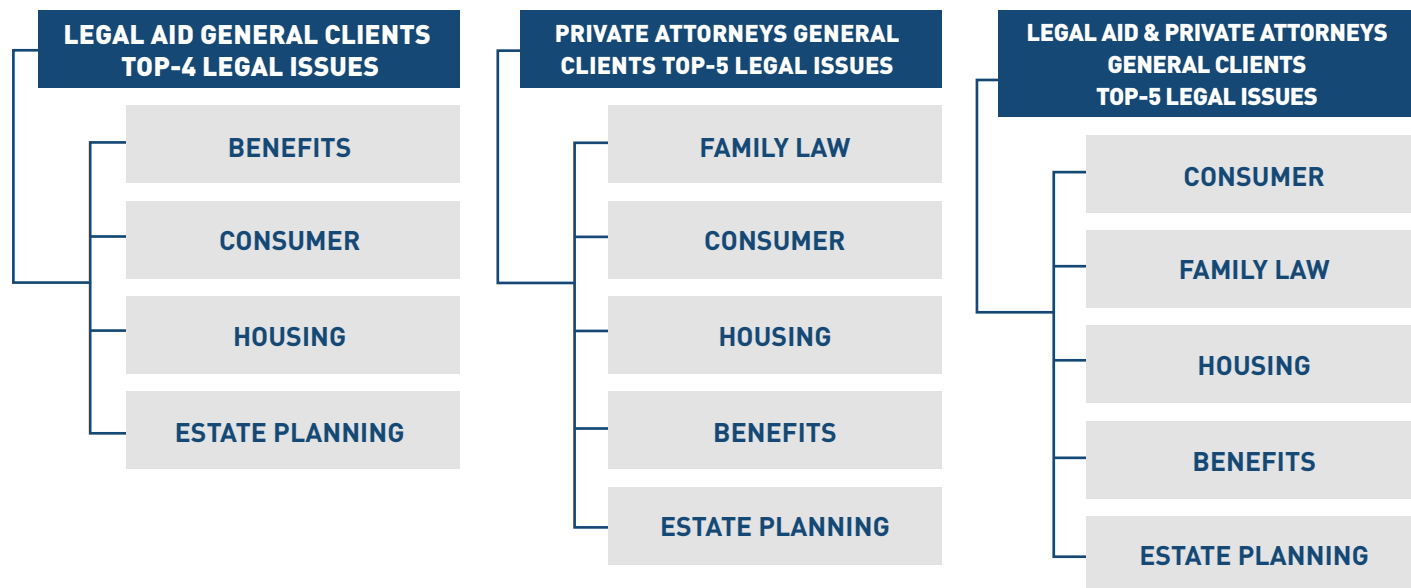 LEGAL AID GENERAL CLIENTS
TOP-4 LEGAL ISSUES
BENEFITS
CONSUMER
HOUSING
ESTATE PLANNING
PRIVATE ATTORNEYS GENERAL
CLIENTS TOP-5 LEGAL ISSUES
FAMILY LAW
CONSUMER
HOUSING
BENEFITS
ESTATE PLANNING
LEGAL AID & PRIVATE ATTORNEYS
GENERAL CLIENTS
TOP-5 LEGAL ISSUES
CONSUMER
FAMILY LAW
HOUSING
BENEFITS
ESTATE PLANNING